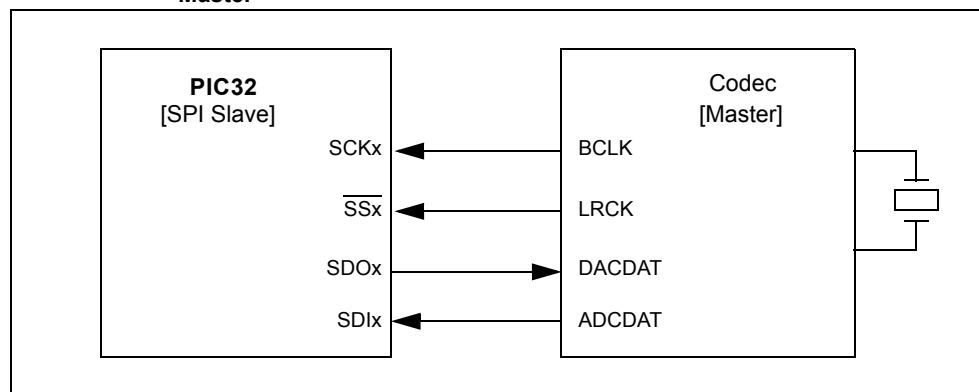 Master
PIC32
[SPI Slave]
Codec
[Master]
SCKx
BCLK
SSx
LRCK
SDOx
DACDAT
SDIx
ADCDAT